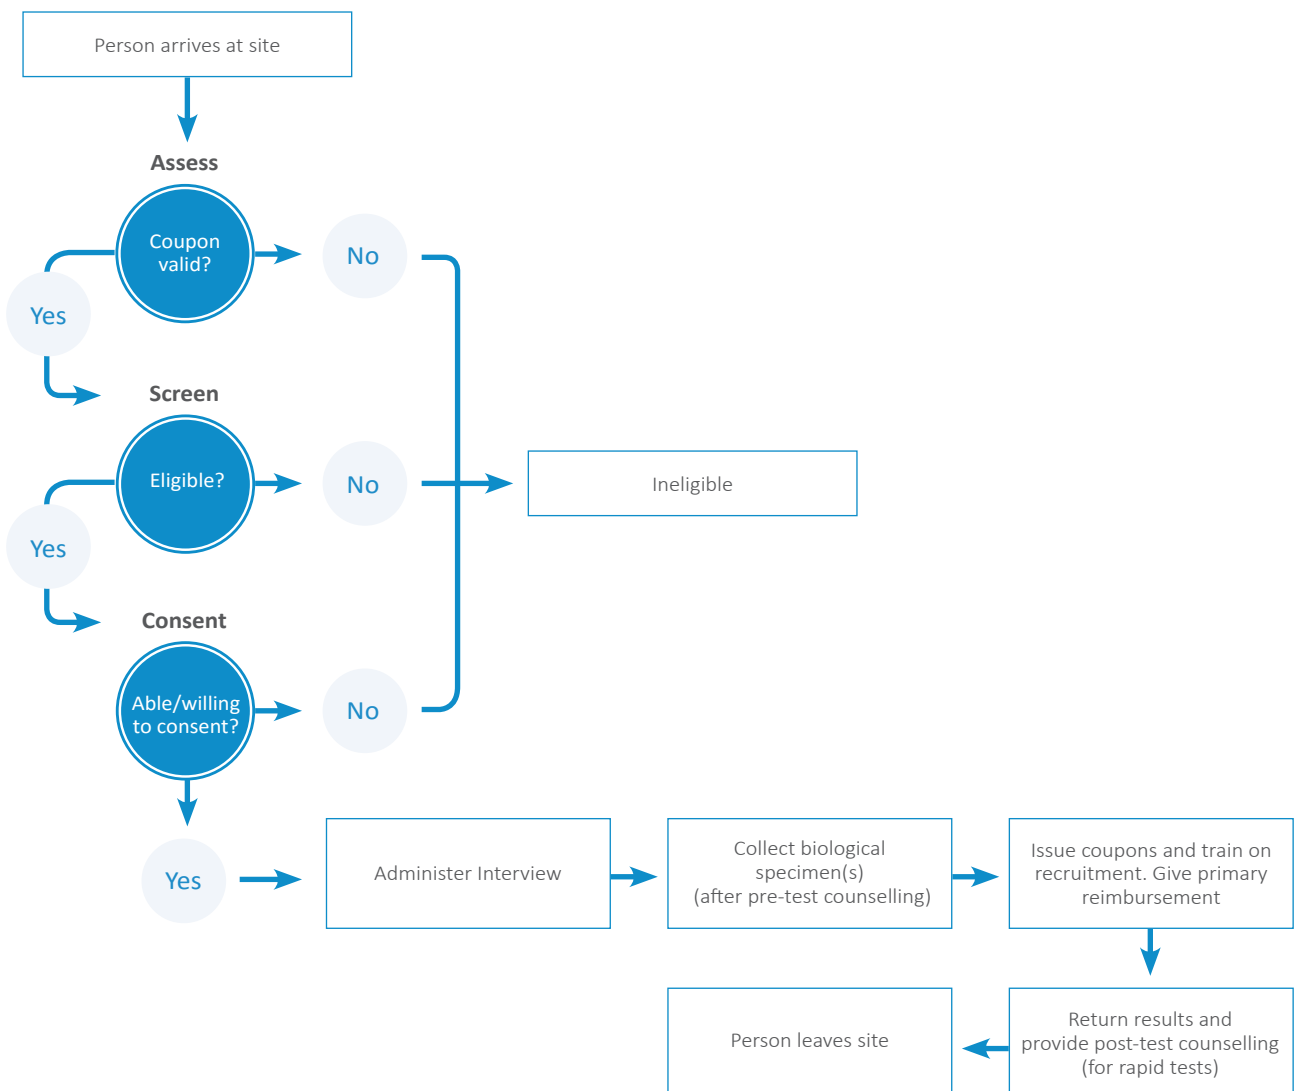 Person arrives at site
Assess
Coupon
valid?
No
Yes
Screen
Eligible?
No
Ineligible
Yes
Consent
Able/willing
to consent?
No
Yes
Administer Interview
Collect biological
specimen(s)
(after pre-test counselling)
Issue coupons and train on
recruitment. Give primary
reimbursement
Return results and
provide post-test counselling
(for rapid tests)
Person leaves site